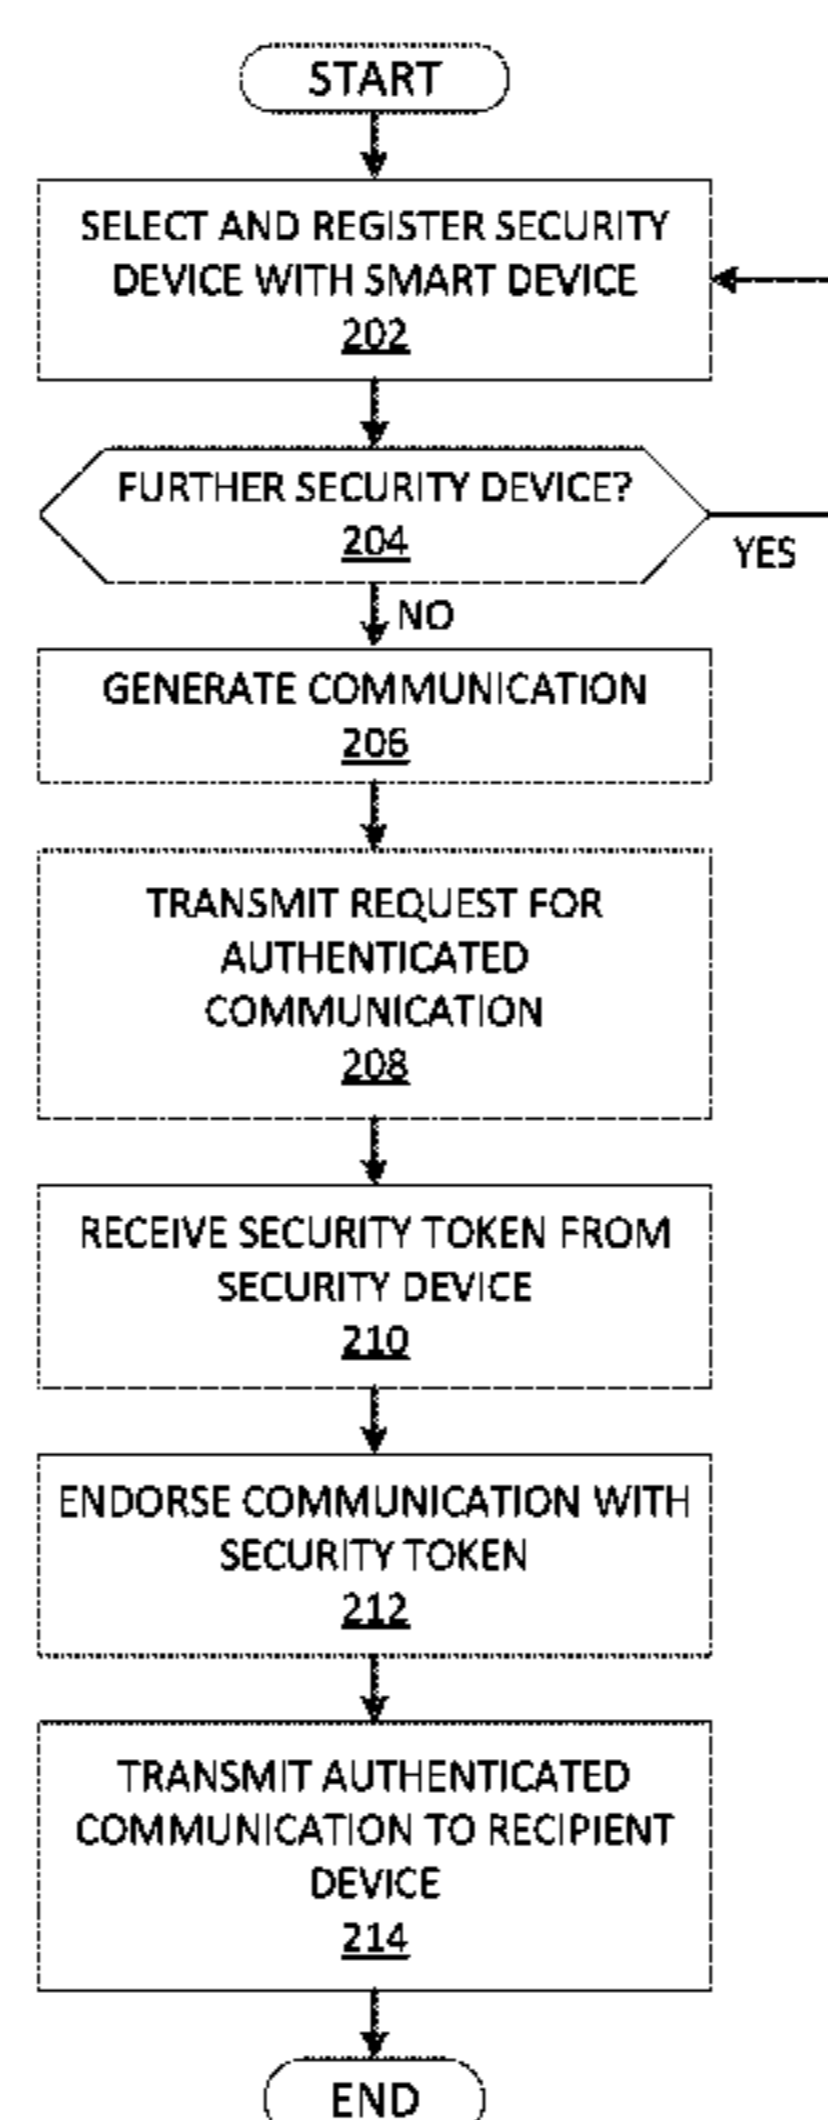 START
SELECT AND REGISTER SECURITY
DEVICE WITH SMART DEVICE
202
FURTHER SECURITY DEVICE?
204
YES
NO
GENERATE COMMUNICATION
206
TRANSMIT REQUEST FOR
AUTHENTICATED
COMMUNICATION
208
RECEIVE SECURITY TOKEN FROM
SECURITY DEVICE
210
ENDORSE COMMUNICATION WITH
SECURITY TOKEN
212
TRANSMIT AUTHENTICATED
COMMUNICATION TO RECIPIENT
DEVICE
214
END